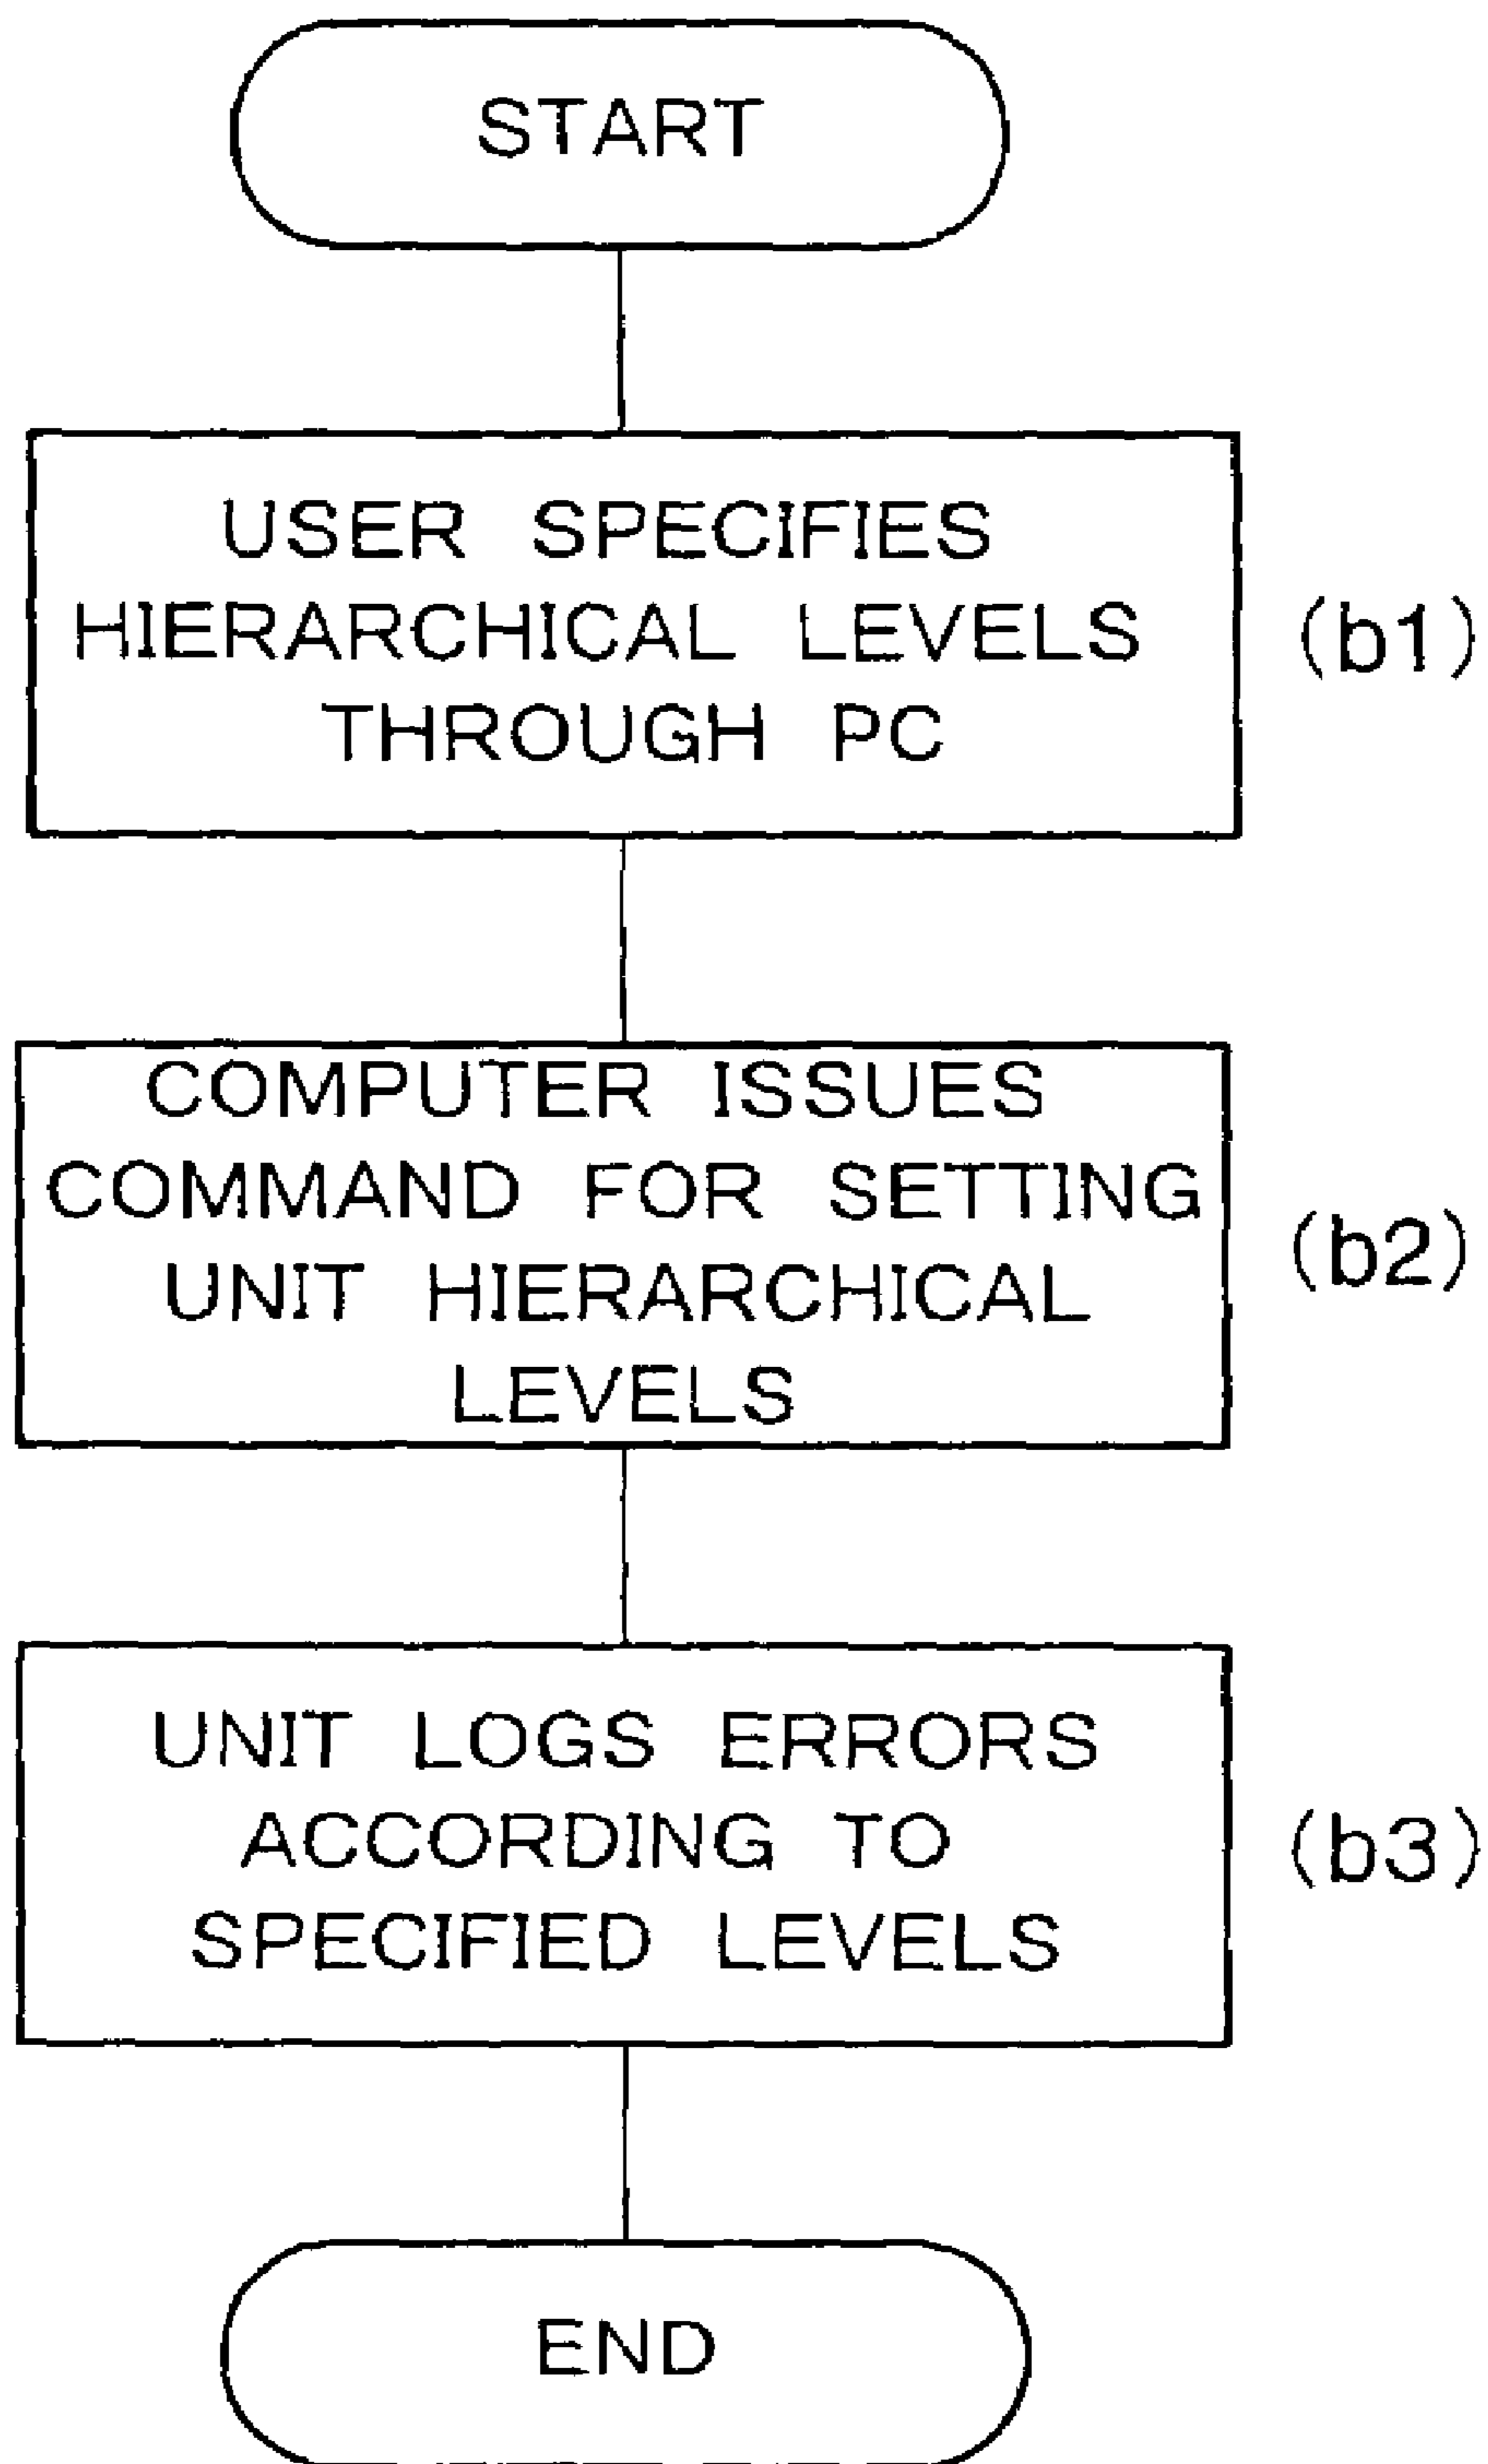 START
USER SPECIFIES
HIERARCHICAL LEVELS
THROUGH PC
(b1)
COMPUTER ISSUES
COMMAND FOR SETTING
UNIT HIERARCHICAL
LEVELS
(b2)
UNIT LOGS ERRORS
ACCORDING TO
SPECIFIED LEVELS
(b3)
END